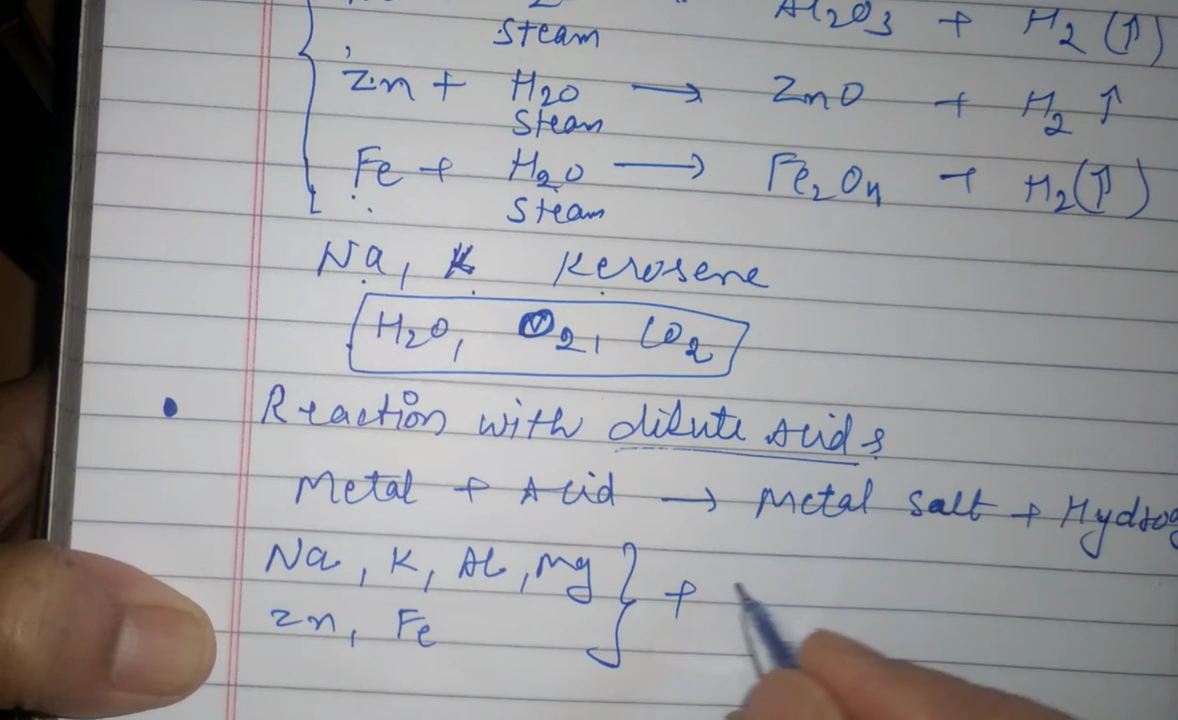 Al2O3 + H2 (↑)
Steam
Zn + H2O → ZnO + H2 ↑
Steam
Fe + H2O → Fe2O4 + H2(↑)
Steam
Na, K Kerosene
H2O, O2, CO2
• Reaction with dilute Acids
Metal + Acid → Metal salt + Hydrog
Na, K, Al, Mg } +
Zn, Fe